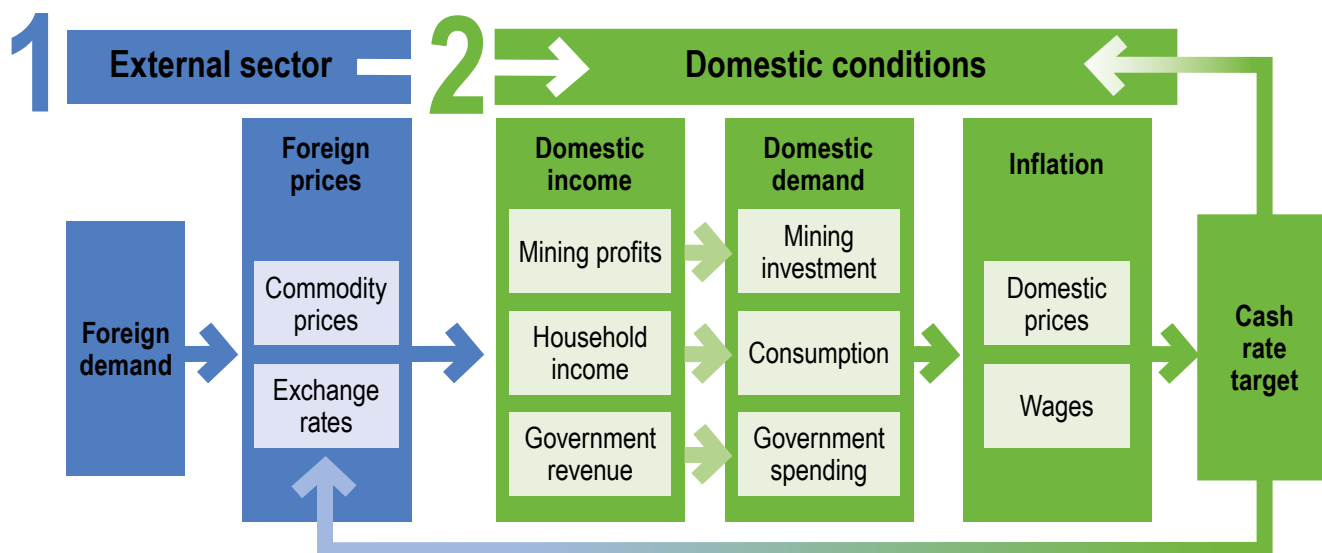 1
External sector
2
Domestic conditions
Foreign
demand
Foreign
prices
Commodity
prices
Exchange
rates
Domestic
income
Mining profits
Household
income
Government
revenue
Domestic
demand
Mining
investment
Consumption
Government
spending
Inflation
Domestic
prices
Wages
Cash
rate
target